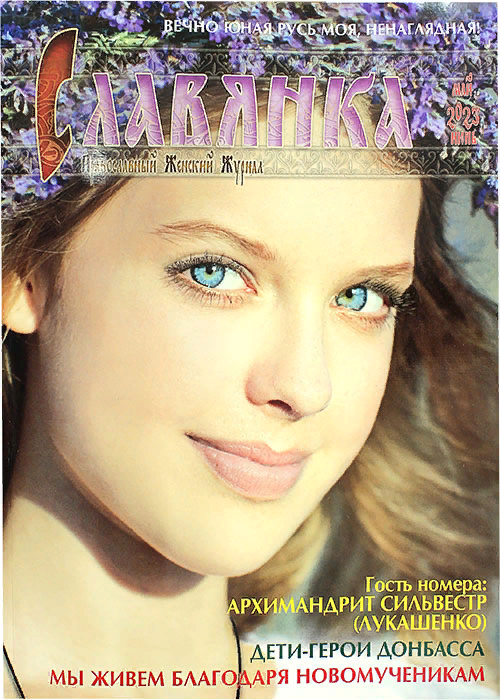 ВЕЧНО ЮНАЯ РУСЬ МОЯ, НЕНАГЛЯДНАЯ!
СЛАВЯНКА
МАЙ
2023
ИЮНЬ
Православный Женский Журнал
Гость номера:
АРХИМАНДРИТ СИЛЬВЕСТР
(ЛУКАШЕНКО)
ДЕТИ-ГЕРОИ ДОНБАССА
МЫ ЖИВЕМ БЛАГОДАРЯ НОВОМУЧЕНИКАМ